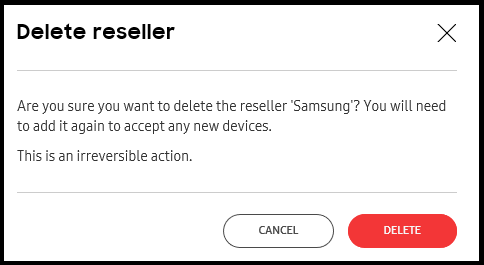 Delete reseller
Are you sure you want to delete the reseller 'Samsung'? You will need
to add it again to accept any new devices.
This is an irreversible action.
CANCEL
DELETE